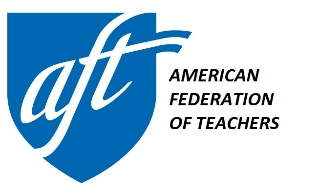 aft
AMERICAN
FEDERATION
OF TEACHERS